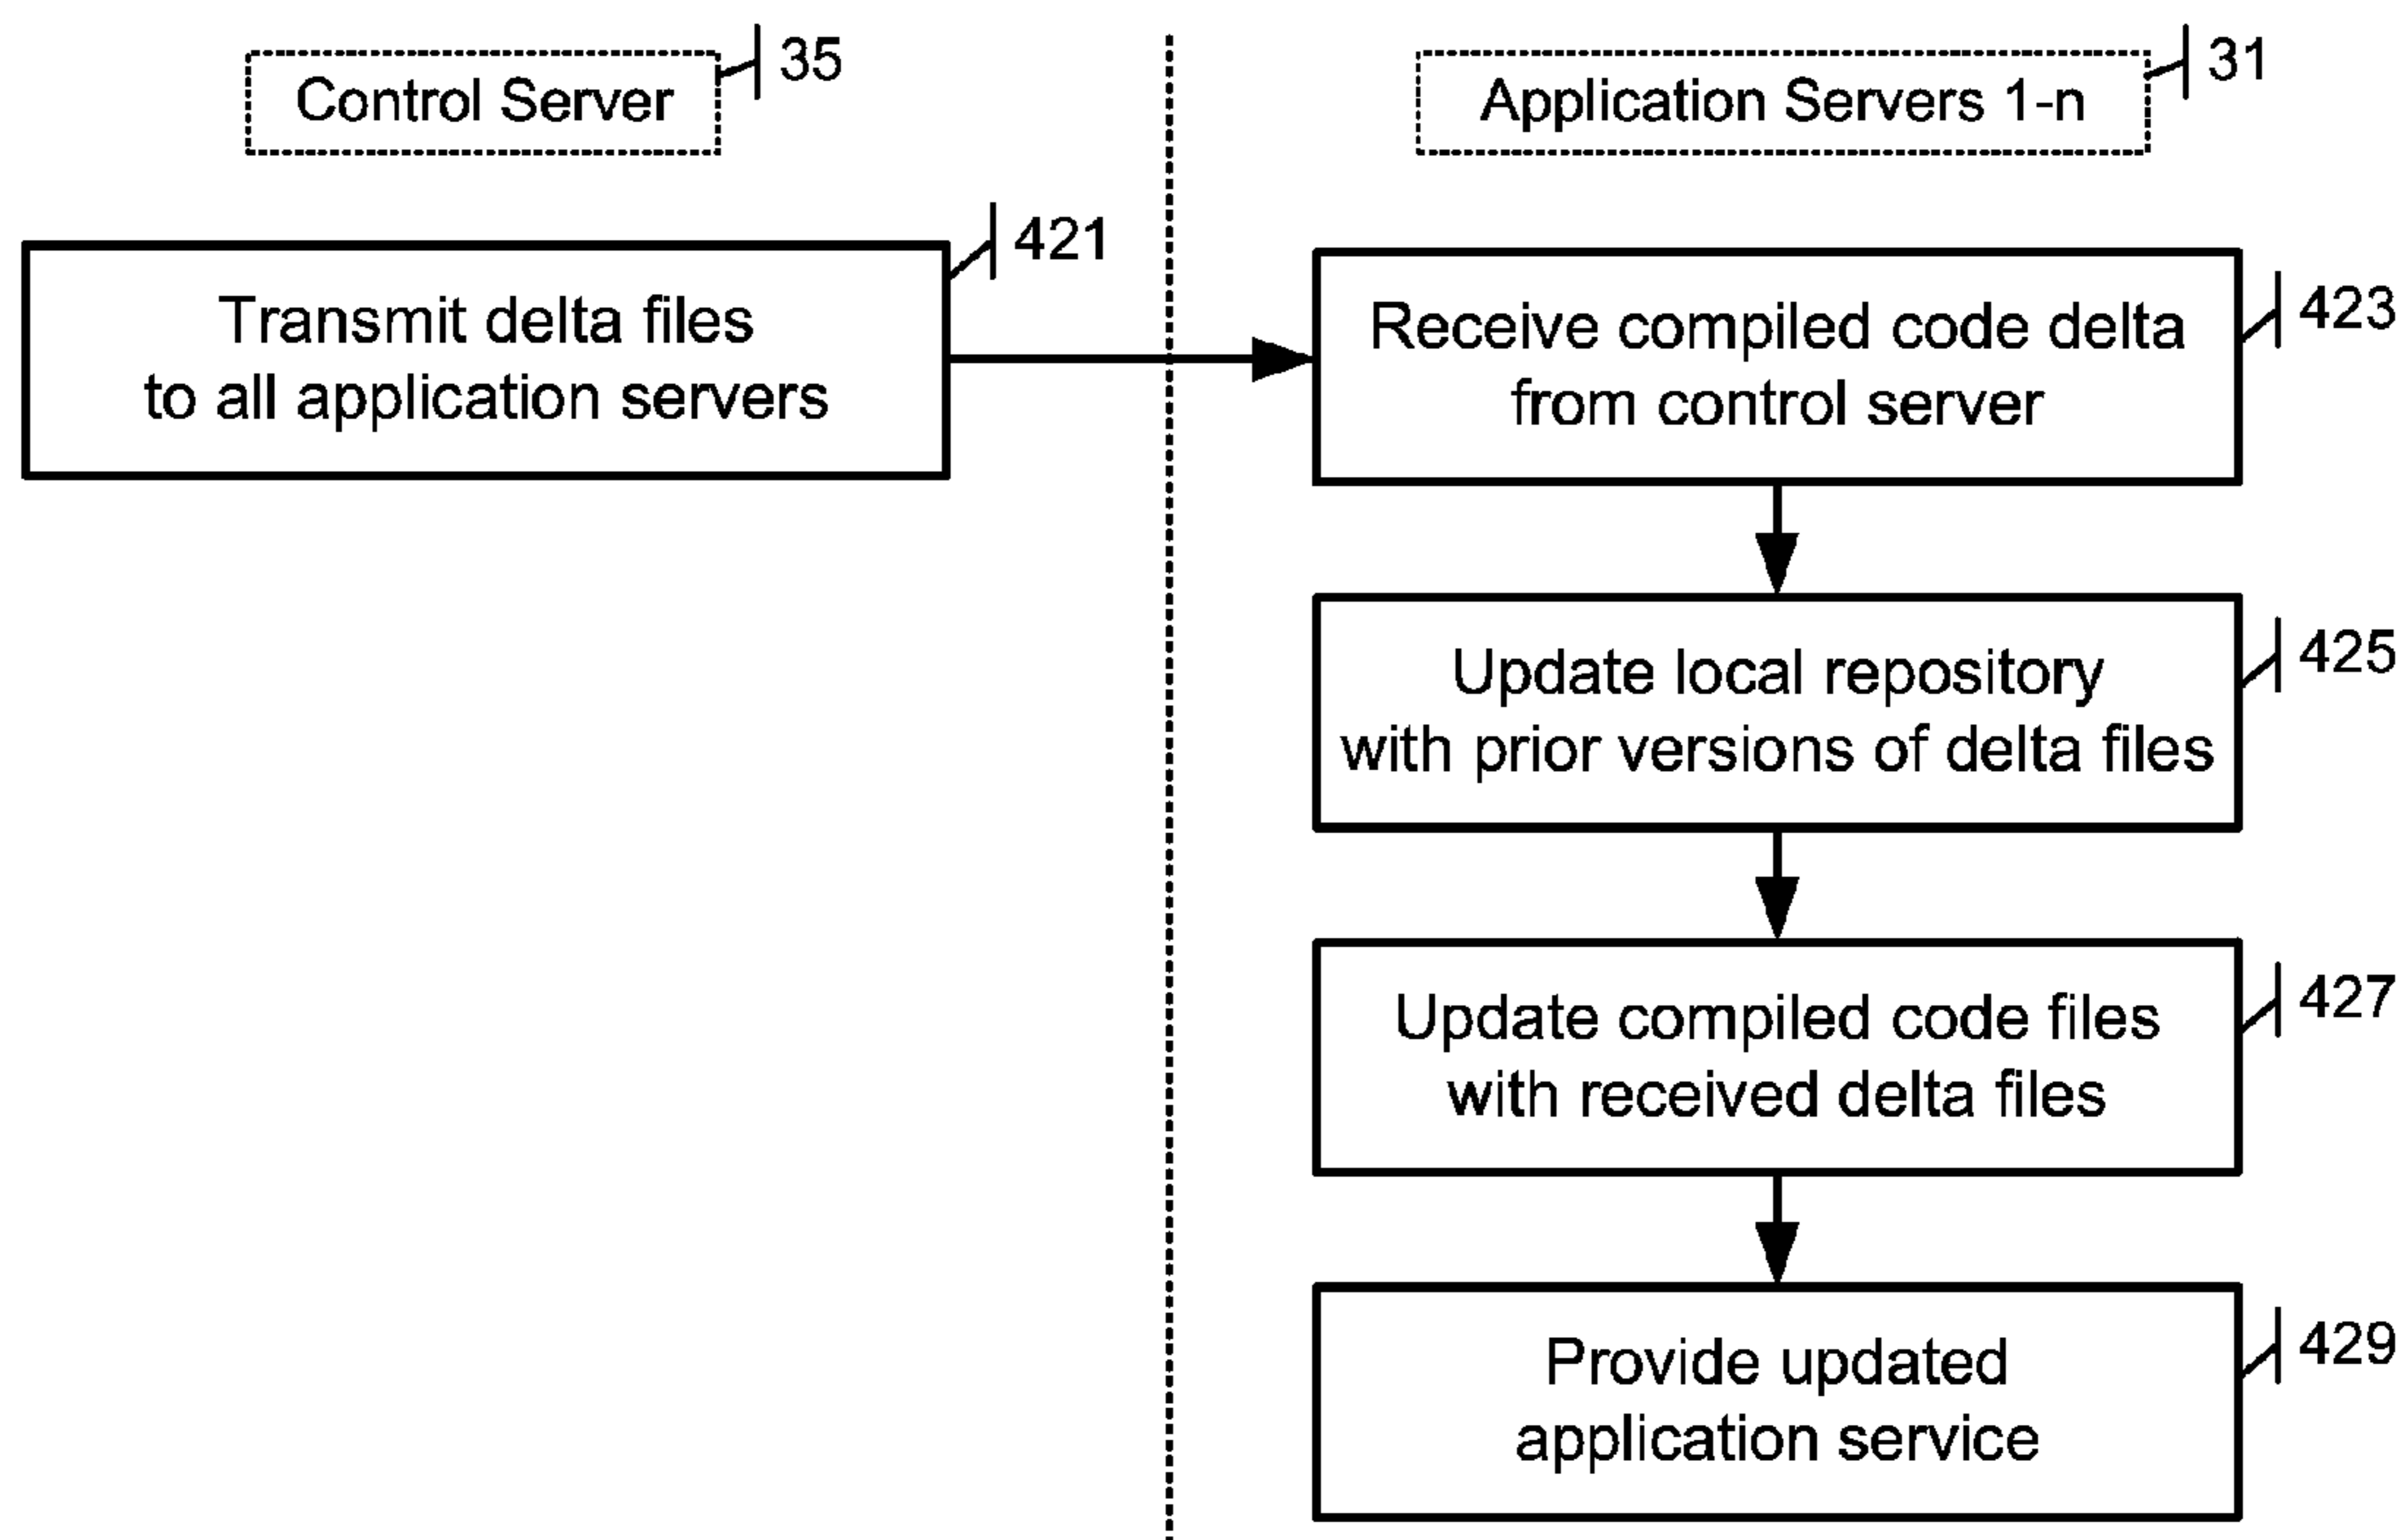 Control Server
35
Application Servers 1-n
31
Transmit delta files
to all application servers
421
Receive compiled code delta
from control server
423
Update local repository
with prior versions of delta files
425
Update compiled code files
with received delta files
427
Provide updated
application service
429